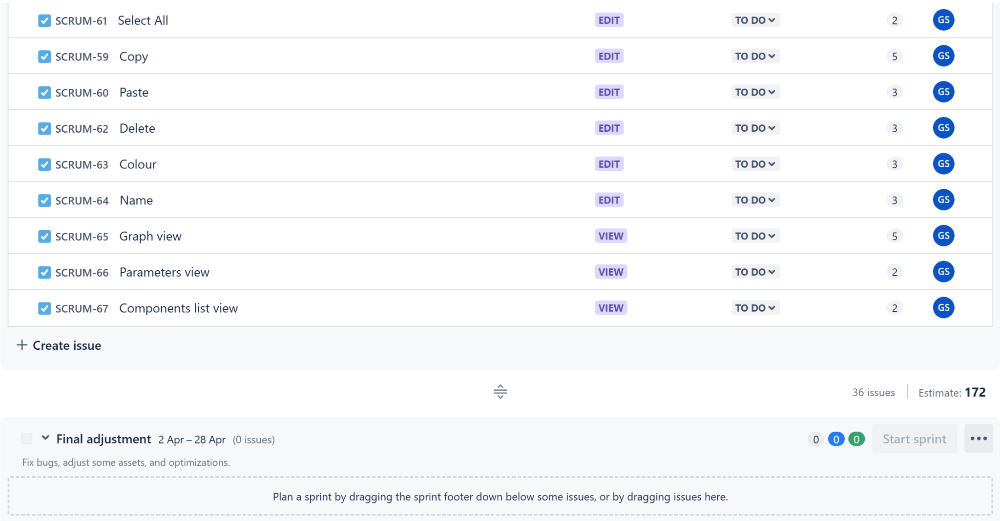 SCRUM-61 Select All EDIT TO DO 2 GS
SCRUM-59 Copy EDIT TO DO 5 GS
SCRUM-60 Paste EDIT TO DO 3 GS
SCRUM-62 Delete EDIT TO DO 3 GS
SCRUM-63 Colour EDIT TO DO 3 GS
SCRUM-64 Name EDIT TO DO 3 GS
SCRUM-65 Graph view VIEW TO DO 5 GS
SCRUM-66 Parameters view VIEW TO DO 2 GS
SCRUM-67 Components list view VIEW TO DO 2 GS
+ Create issue
36 issues Estimate: 172
Final adjustment 2 Apr – 28 Apr (0 issues) 0 0 0 Start sprint •••
Fix bugs, adjust some assets, and optimizations.
Plan a sprint by dragging the sprint footer down below some issues, or by dragging issues here.